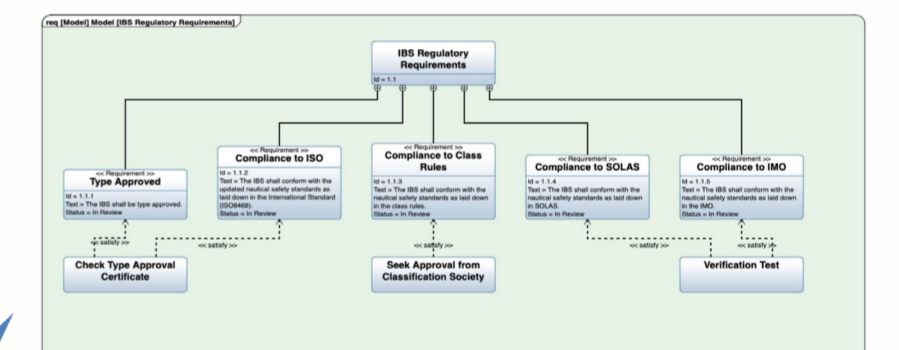 req [Model] Model [IBS Regulatory Requirements]
IBS Regulatory
Requirements
Id = 1.1
<< Requirement >>
Type Approved
Id = 1.1.1
Text = The IBS shall be type approved.
Status = In Review
<< Requirement >>
Compliance to ISO
Id = 1.1.2
Text = The IBS shall conform with the
updated nautical safety standards as
laid down in the International Standard
(ISO8468).
Status = In Review
<< Requirement >>
Compliance to Class
Rules
Id = 1.1.3
Text = The IBS shall conform with the
nautical safety standards as laid down
in the class rules.
Status = In Review
<< Requirement >>
Compliance to SOLAS
Id = 1.1.4
Text = The IBS shall conform with the
nautical safety standards as laid down
in SOLAS.
Status = In Review
<< Requirement >>
Compliance to IMO
Id = 1.1.5
Text = The IBS shall conform with the
nautical safety standards as laid down
in the IMO.
Status = In Review
<< satisfy >>
<< satisfy >>
<< satisfy >>
<< satisfy >>
<< satisfy >>
Check Type Approval
Certificate
Seek Approval from
Classification Society
Verification Test